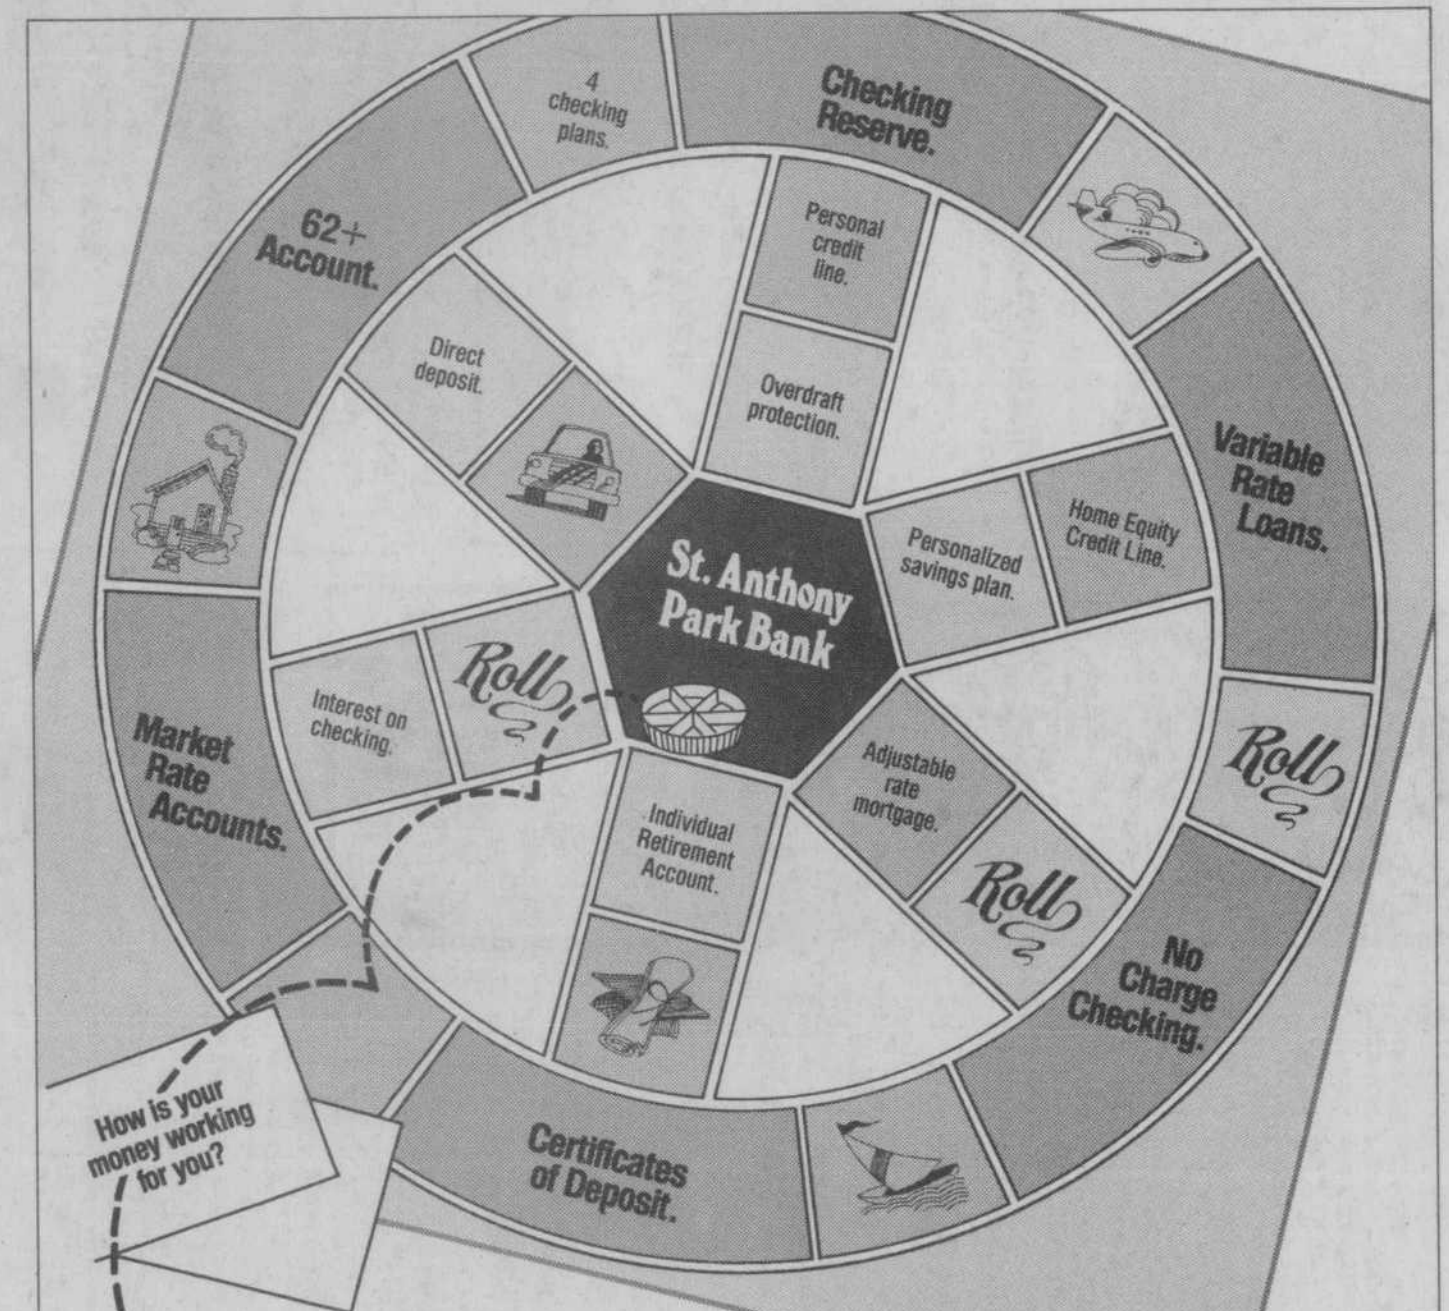 4
checking
plans.
Checking
Reserve.
62+
Account.
Personal
credit
line.
Direct
deposit.
Overdraft
protection.
Variable
Rate
Loans.
Home Equity
Credit Line.
Personalized
savings plan.
St. Anthony
Park Bank
Roll
Interest on
checking.
Market
Rate
Accounts.
Adjustable
rate
mortgage.
Roll
Individual
Retirement
Account.
Roll
No
Charge
Checking.
Certificates
of Deposit.
How is your
money working
for you?